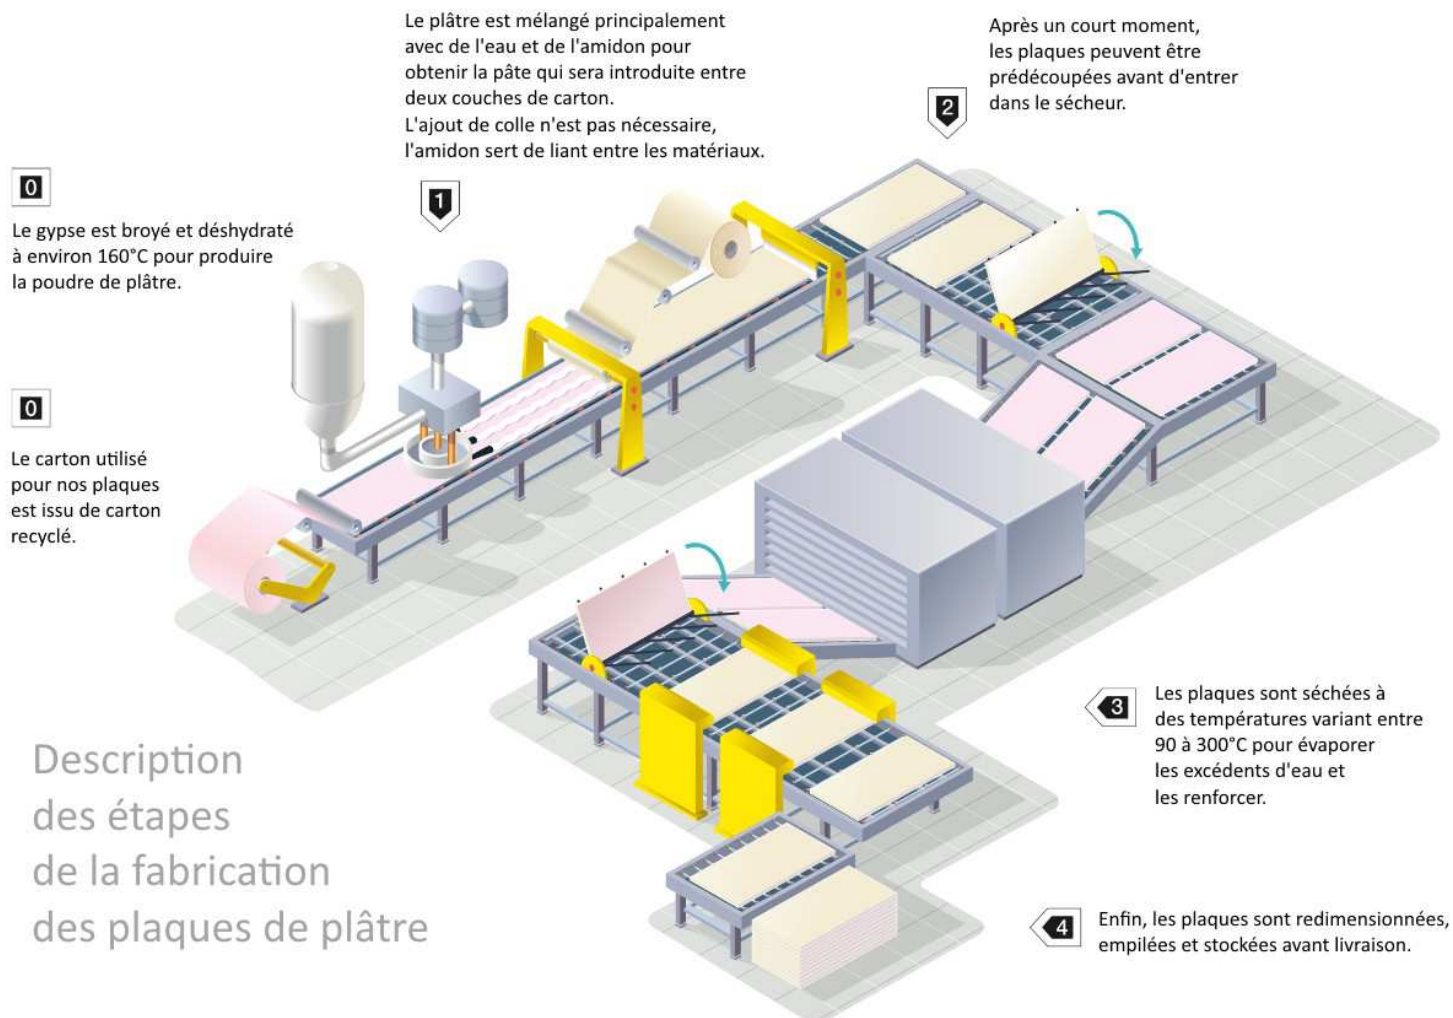 Le plâtre est mélangé principalement
avec de l'eau et de l'amidon pour
obtenir la pâte qui sera introduite entre
deux couches de carton.
L'ajout de colle n'est pas nécessaire,
l'amidon sert de liant entre les matériaux.
1
Après un court moment,
les plaques peuvent être
prédécoupées avant d'entrer
dans le sécheur.
2
0
Le gypse est broyé et déshydraté
à environ 160°C pour produire
la poudre de plâtre.
0
Le carton utilisé
pour nos plaques
est issu de carton
recyclé.
3
Les plaques sont séchées à
des températures variant entre
90 à 300°C pour évaporer
les excédents d'eau et
les renforcer.
Description
des étapes
de la fabrication
des plaques de plâtre
4
Enfin, les plaques sont redimensionnées,
empilées et stockées avant livraison.